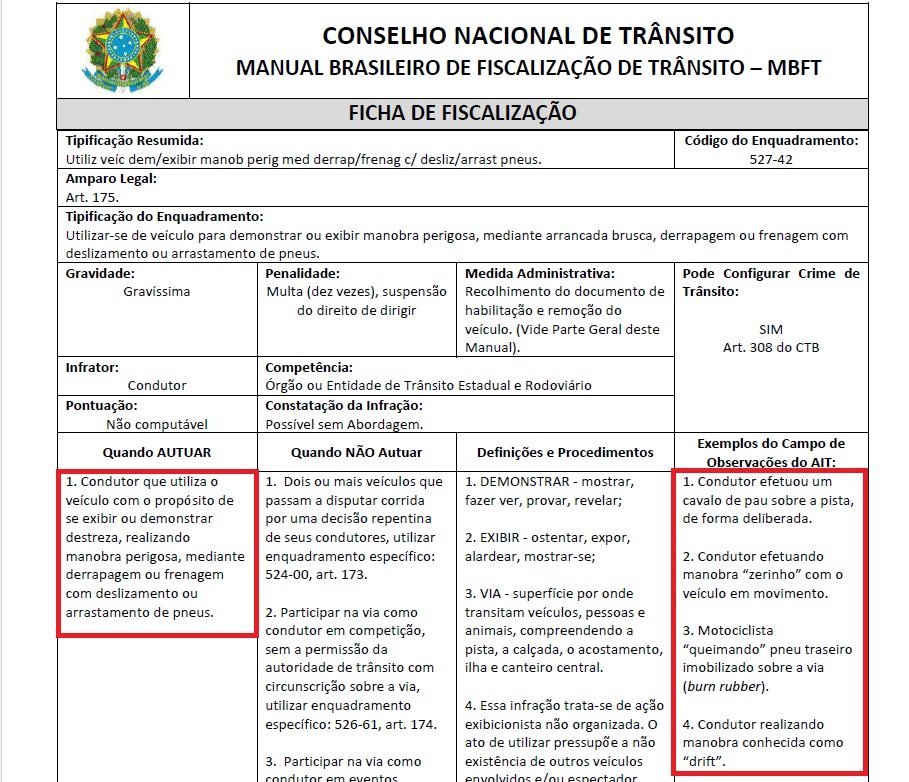 CONSELHO NACIONAL DE TRÂNSITO
MANUAL BRASILEIRO DE FISCALIZAÇÃO DE TRÂNSITO – MBFT
FICHA DE FISCALIZAÇÃO
Tipificação Resumida:
Utiliz veíc dem/exibir manob perig med derrap/frenag c/ desliz/arrast pneus.
Código do Enquadramento:
527-42
Amparo Legal:
Art. 175.
Tipificação do Enquadramento:
Utilizar-se de veículo para demonstrar ou exibir manobra perigosa, mediante arrancada brusca, derrapagem ou frenagem com
deslizamento ou arrastamento de pneus.
Gravidade:
Gravíssima
Penalidade:
Multa (dez vezes), suspensão
do direito de dirigir
Medida Administrativa:
Recolhimento do documento de
habilitação e remoção do
veículo. (Vide Parte Geral deste
Manual).
Pode Configurar Crime de
Trânsito:
SIM
Art. 308 do CTB
Infrator:
Condutor
Competência:
Órgão ou Entidade de Trânsito Estadual e Rodoviário
Pontuação:
Não computável
Constatação da Infração:
Possível sem Abordagem.
Quando AUTUAR
1. Condutor que utiliza o
veículo com o propósito de
se exibir ou demonstrar
destreza, realizando
manobra perigosa, mediante
derrapagem ou frenagem
com deslizamento ou
arrastamento de pneus.
Quando NÃO Autuar
1. Dois ou mais veículos que
passam a disputar corrida
por uma decisão repentina
de seus condutores, utilizar
enquadramento específico:
524-00, art. 173.
2. Participar na via como
condutor em competição,
sem a permissão da
autoridade de trânsito com
circunscrição sobre a via,
utilizar enquadramento
específico: 526-61, art. 174.
3. Participar na via como
condutor em eventos
Definições e Procedimentos
1. DEMONSTRAR - mostrar,
fazer ver, provar, revelar;
2. EXIBIR - ostentar, expor,
alardear, mostrar-se;
3. VIA - superfície por onde
transitam veículos, pessoas e
animais, compreendendo a
pista, a calçada, o acostamento,
ilha e canteiro central.
4. Essa infração trata-se de ação
exibicionista não organizada. O
ato de utilizar pressupõe a não
existência de outros veículos
envolvidos e/ou espectador
Exemplos do Campo de
Observações do AIT:
1. Condutor efetuou um
cavalo de pau sobre a pista,
de forma deliberada.
2. Condutor efetuando
manobra “zerinho” com o
veículo em movimento.
3. Motociclista
“queimando” pneu traseiro
imobilizado sobre a via
(burn rubber).
4. Condutor realizando
manobra conhecida como
“drift”.